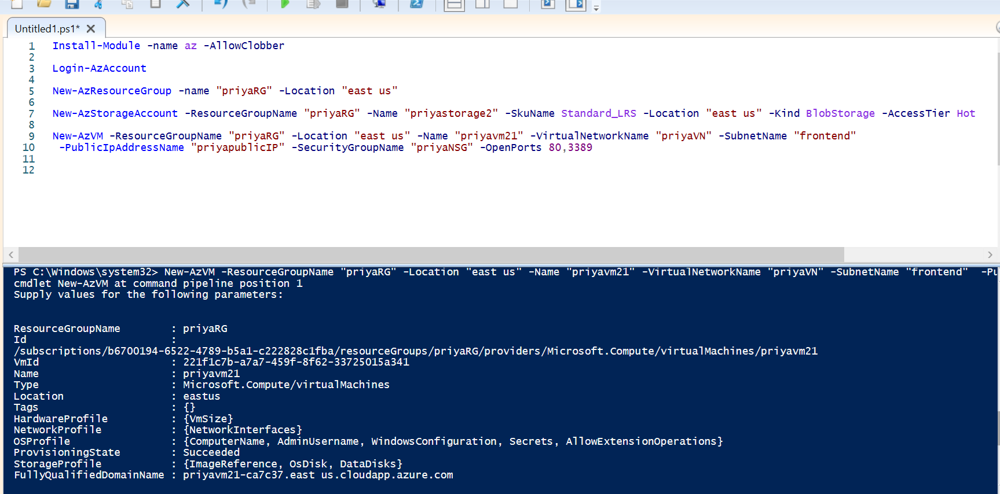 Untitled1.ps1* X
1 Install-Module -name az -AllowClobber
2
3 Login-AzAccount
4
5 New-AzResourceGroup -name "priyaRG" -Location "east us"
6
7 New-AzStorageAccount -ResourceGroupName "priyaRG" -Name "priyastorage2" -SkuName Standard_LRS -Location "east us" -Kind BlobStorage -AccessTier Hot
8
9 New-AzVM -ResourceGroupName "priyaRG" -Location "east us" -Name "priyavm21" -VirtualNetworkName "priyaVN" -SubnetName "frontend"
10 -PublicIpAddressName "priyapublicIP" -SecurityGroupName "priyaNSG" -OpenPorts 80,3389
11
12
PS C:\Windows\system32> New-AzVM -ResourceGroupName "priyaRG" -Location "east us" -Name "priyavm21" -VirtualNetworkName "priyaVN" -SubnetName "frontend" -Pu
cmdlet New-AzVM at command pipeline position 1
Supply values for the following parameters:
ResourceGroupName : priyaRG
Id :
/subscriptions/b6700194-6522-4789-b5a1-c222828c1fba/resourceGroups/priyaRG/providers/Microsoft.Compute/virtualMachines/priyavm21
VmId : 221f1c7b-a7a7-459f-8f62-33725015a341
Name : priyavm21
Type : Microsoft.Compute/virtualMachines
Location : eastus
Tags : {}
HardwareProfile : {VmSize}
NetworkProfile : {NetworkInterfaces}
OSProfile : {ComputerName, AdminUsername, WindowsConfiguration, Secrets, AllowExtensionOperations}
ProvisioningState : Succeeded
StorageProfile : {ImageReference, OsDisk, DataDisks}
FullyQualifiedDomainName : priyavm21-ca7c37.east us.cloudapp.azure.com